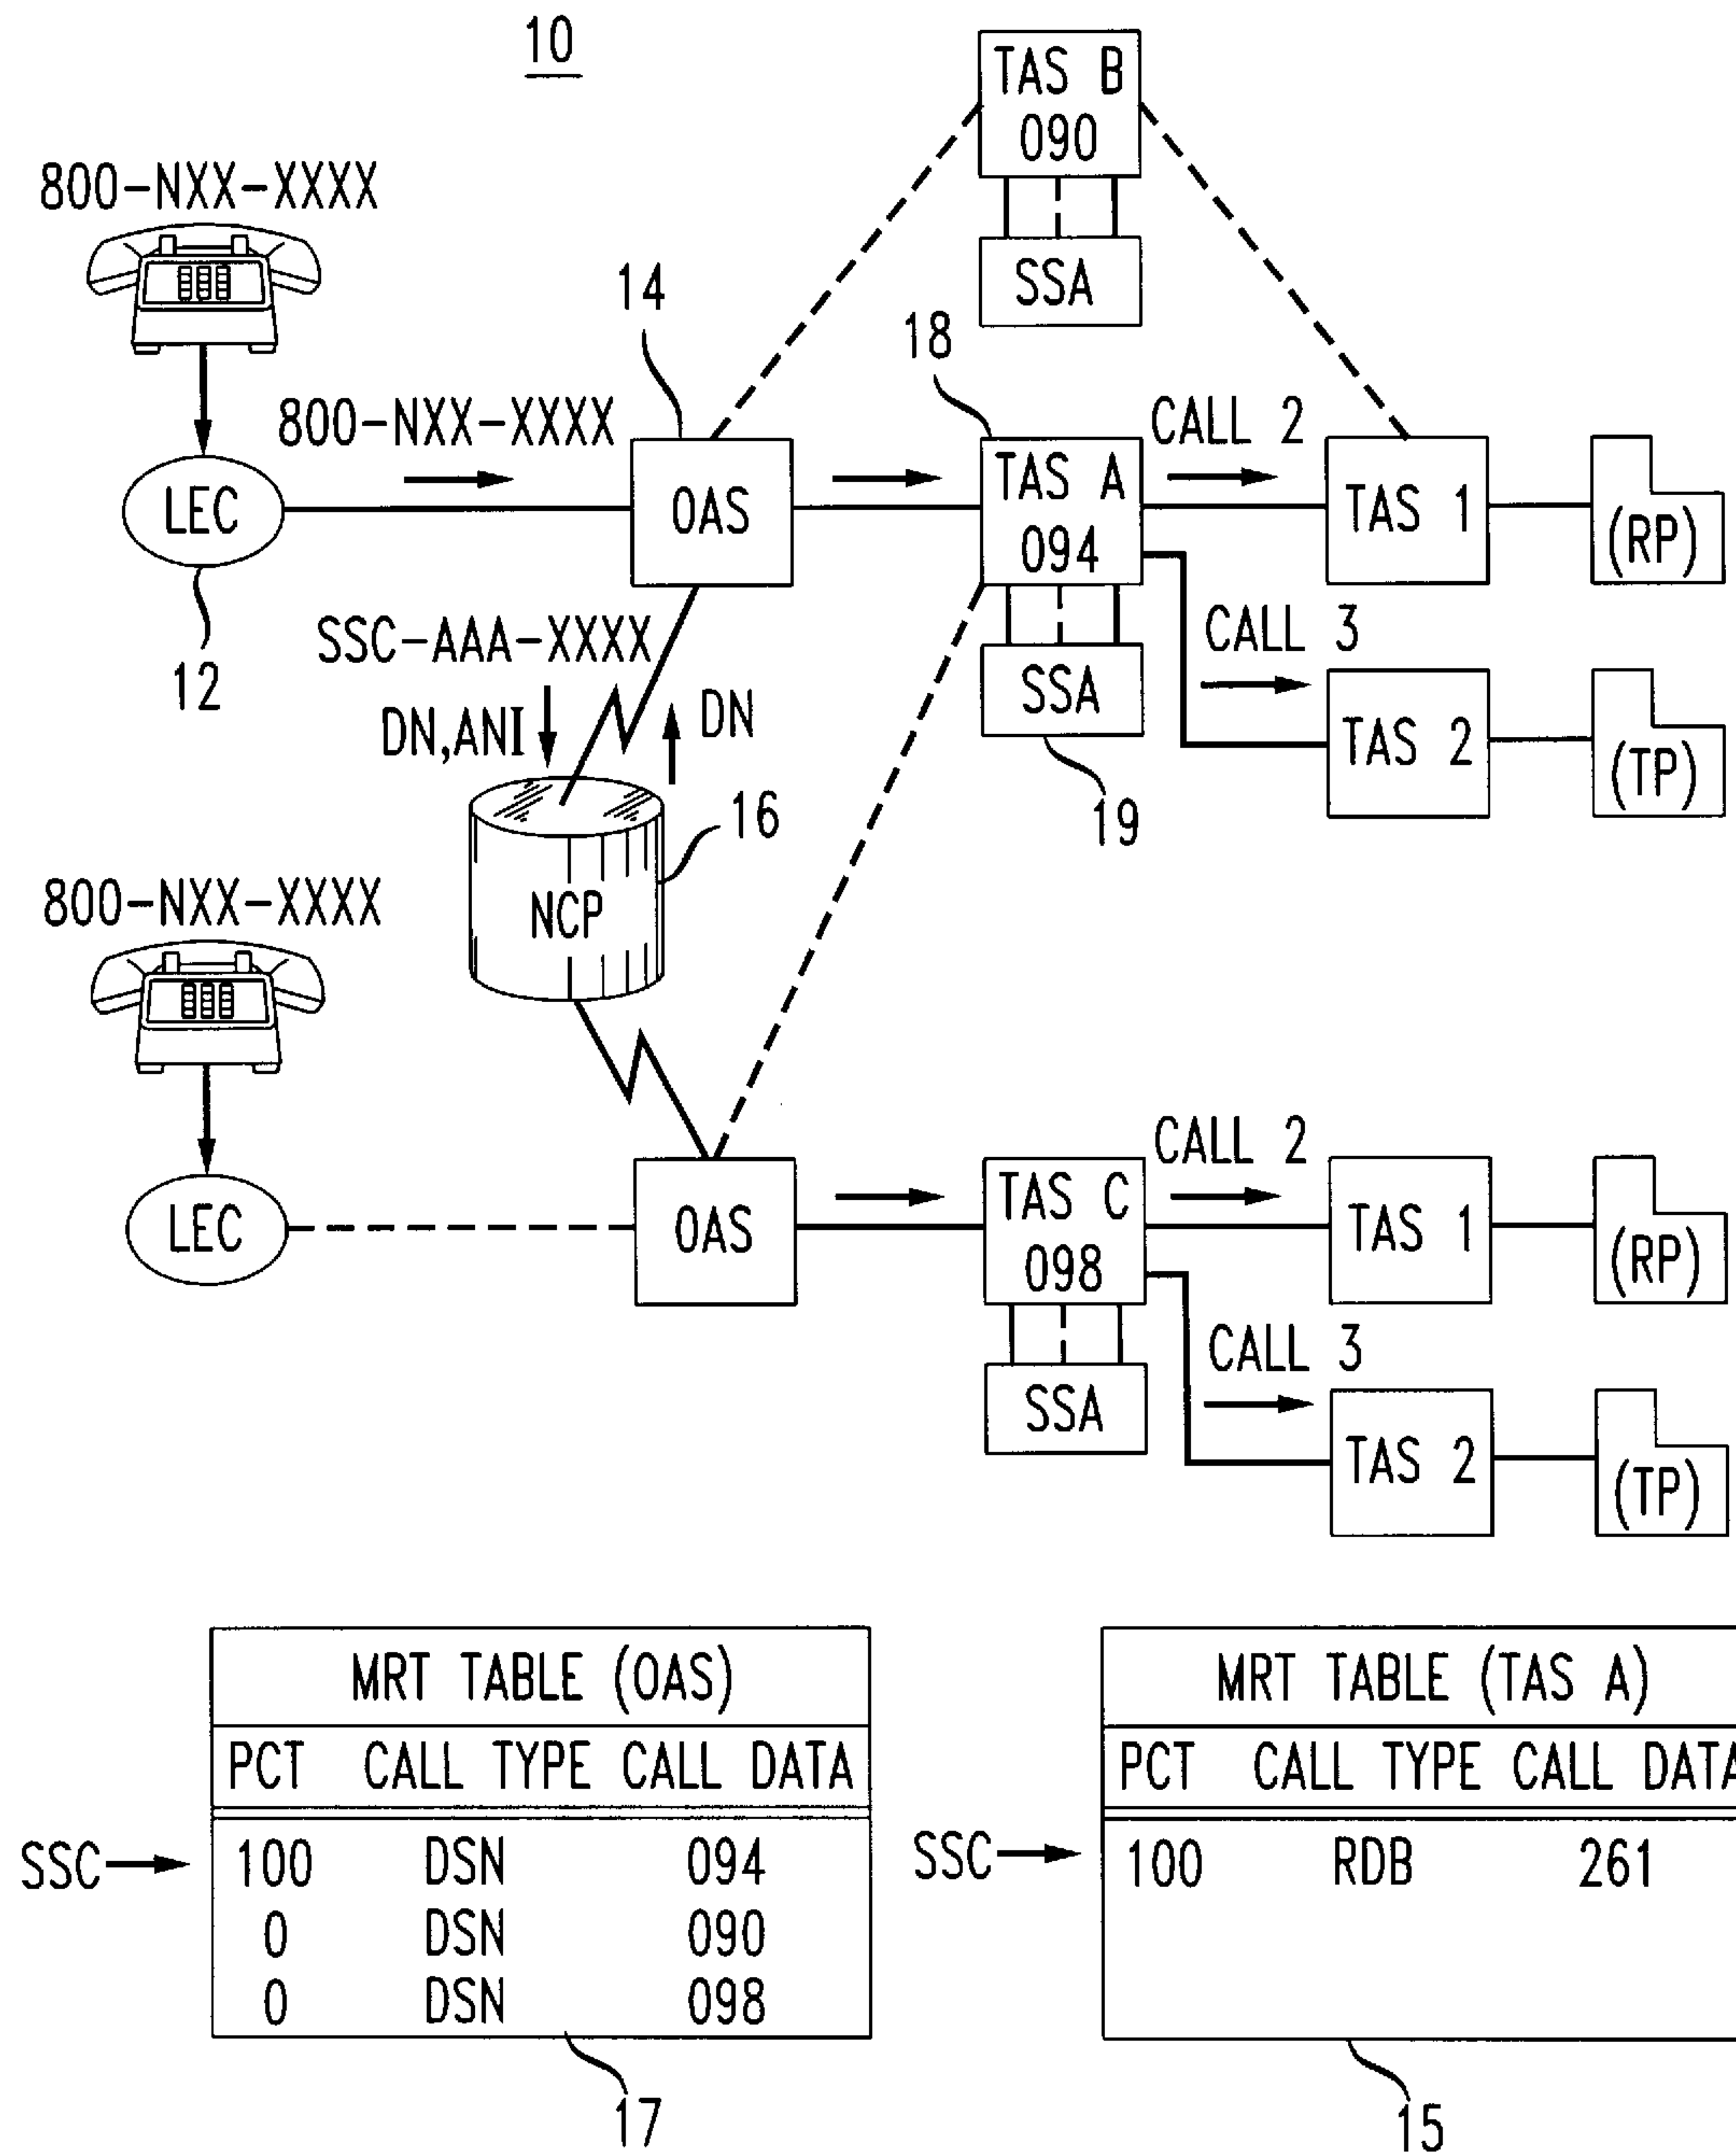 10
TAS B
090
SSA
800-NXX-XXXX
14
18
800-NXX-XXXX
LEC
12
OAS
TAS A
094
SSA
19
CALL 2
TAS 1
(RP)
CALL 3
TAS 2
(TP)
SSC-AAA-XXXX
DN,ANI
DN
16
NCP
800-NXX-XXXX
LEC
OAS
TAS C
098
SSA
CALL 2
TAS 1
(RP)
CALL 3
TAS 2
(TP)
MRT TABLE (OAS)
PCT CALL TYPE CALL DATA
SSC 100 DSN 094
0 DSN 090
0 DSN 098
17
MRT TABLE (TAS A)
PCT CALL TYPE CALL DATA
SSC 100 RDB 261
15